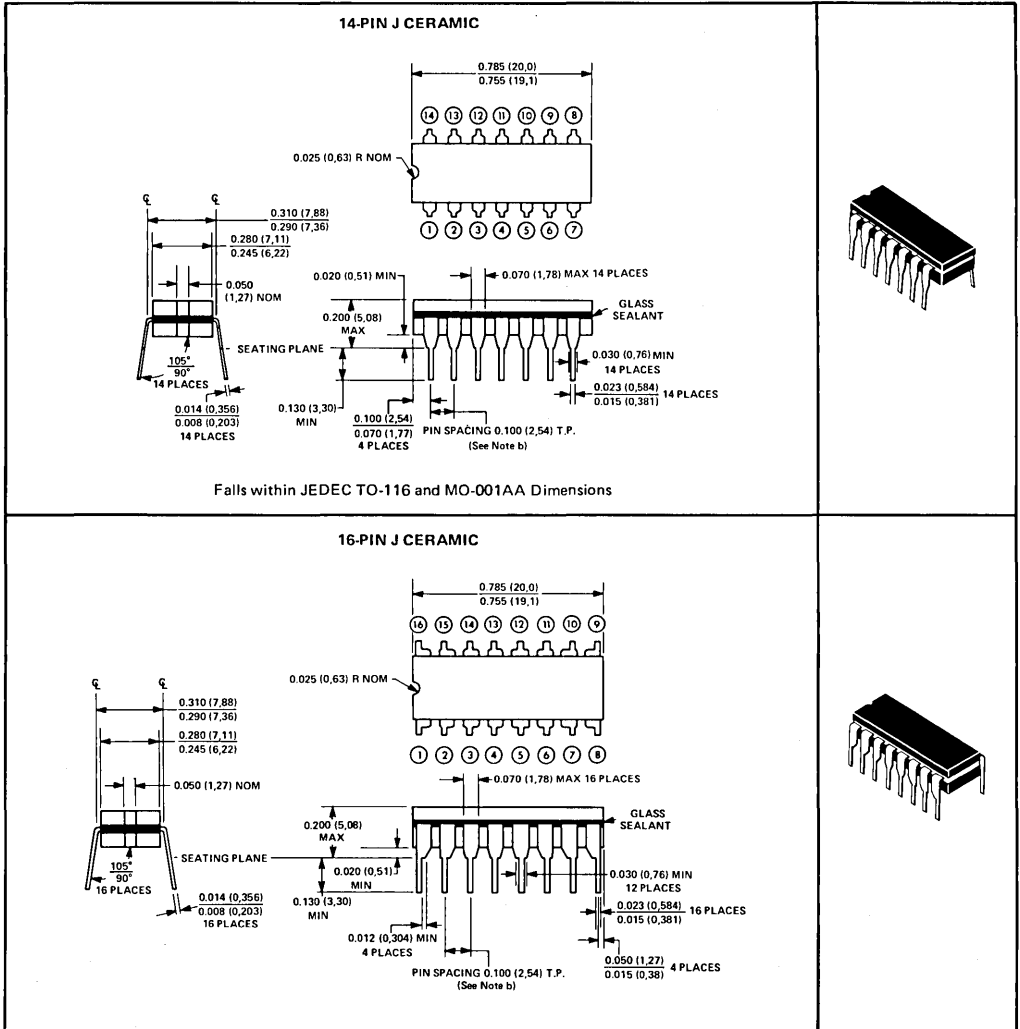 14-PIN J CERAMIC
0.785 (20,0)
0.755 (19,1)
14 13 12 11 10 9 8
0.025 (0,63) R NOM
1 2 3 4 5 6 7
℄ ℄
0.310 (7,88)
0.290 (7,36)
0.280 (7,11)
0.245 (6,22)
0.050
(1,27) NOM
0.020 (0,51) MIN
0.070 (1,78) MAX 14 PLACES
0.200 (5,08)
MAX
GLASS
SEALANT
SEATING PLANE
105°
90°
14 PLACES
0.030 (0,76) MIN
14 PLACES
0.023 (0,584)
0.015 (0,381)
14 PLACES
0.014 (0,356)
0.008 (0,203)
14 PLACES
0.130 (3,30)
MIN
0.100 (2,54)
0.070 (1,77)
4 PLACES
PIN SPACING 0.100 (2,54) T.P.
(See Note b)
Falls within JEDEC TO-116 and MO-001AA Dimensions
16-PIN J CERAMIC
0.785 (20,0)
0.755 (19,1)
16 15 14 13 12 11 10 9
0.025 (0,63) R NOM
1 2 3 4 5 6 7 8
℄ ℄
0.310 (7,88)
0.290 (7,36)
0.280 (7,11)
0.245 (6,22)
0.050 (1,27) NOM
0.070 (1,78) MAX 16 PLACES
0.200 (5,08)
MAX
GLASS
SEALANT
SEATING PLANE
105°
90°
16 PLACES
0.020 (0,51)
MIN
0.030 (0,76) MIN
12 PLACES
0.014 (0,356)
0.008 (0,203)
16 PLACES
0.130 (3,30)
MIN
0.023 (0,584)
0.015 (0,381)
16 PLACES
0.012 (0,304) MIN
4 PLACES
0.050 (1,27)
0.015 (0,38)
4 PLACES
PIN SPACING 0.100 (2,54) T.P.
(See Note b)